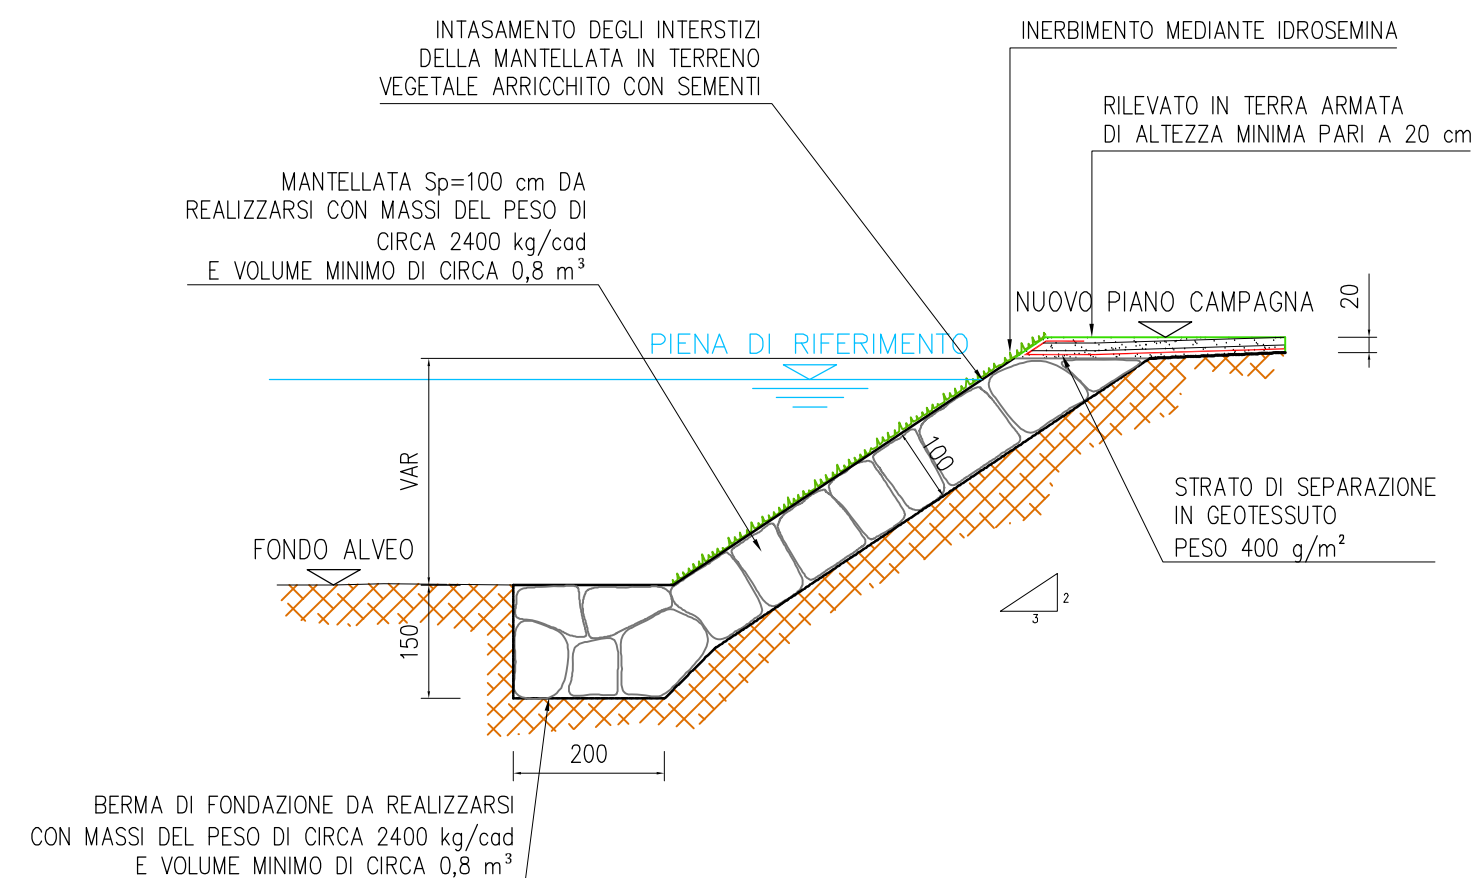 INTASAMENTO DEGLI INTERSTIZI
DELLA MANTELLATA IN TERRENO
VEGETALE ARRICCHITO CON SEMENTI
INERBIMENTO MEDIANTE IDROSEMINA
RILEVATO IN TERRA ARMATA
DI ALTEZZA MINIMA PARI A 20 cm
MANTELLATA Sp=100 cm DA
REALIZZARSI CON MASSI DEL PESO DI
CIRCA 2400 kg/cad
E VOLUME MINIMO DI CIRCA 0,8 m³
NUOVO PIANO CAMPAGNA
20
PIENA DI RIFERIMENTO
VAR
100
STRATO DI SEPARAZIONE
IN GEOTESSUTO
PESO 400 g/m²
FONDO ALVEO
2
3
150
200
BERMA DI FONDAZIONE DA REALIZZARSI
CON MASSI DEL PESO DI CIRCA 2400 kg/cad
E VOLUME MINIMO DI CIRCA 0,8 m³